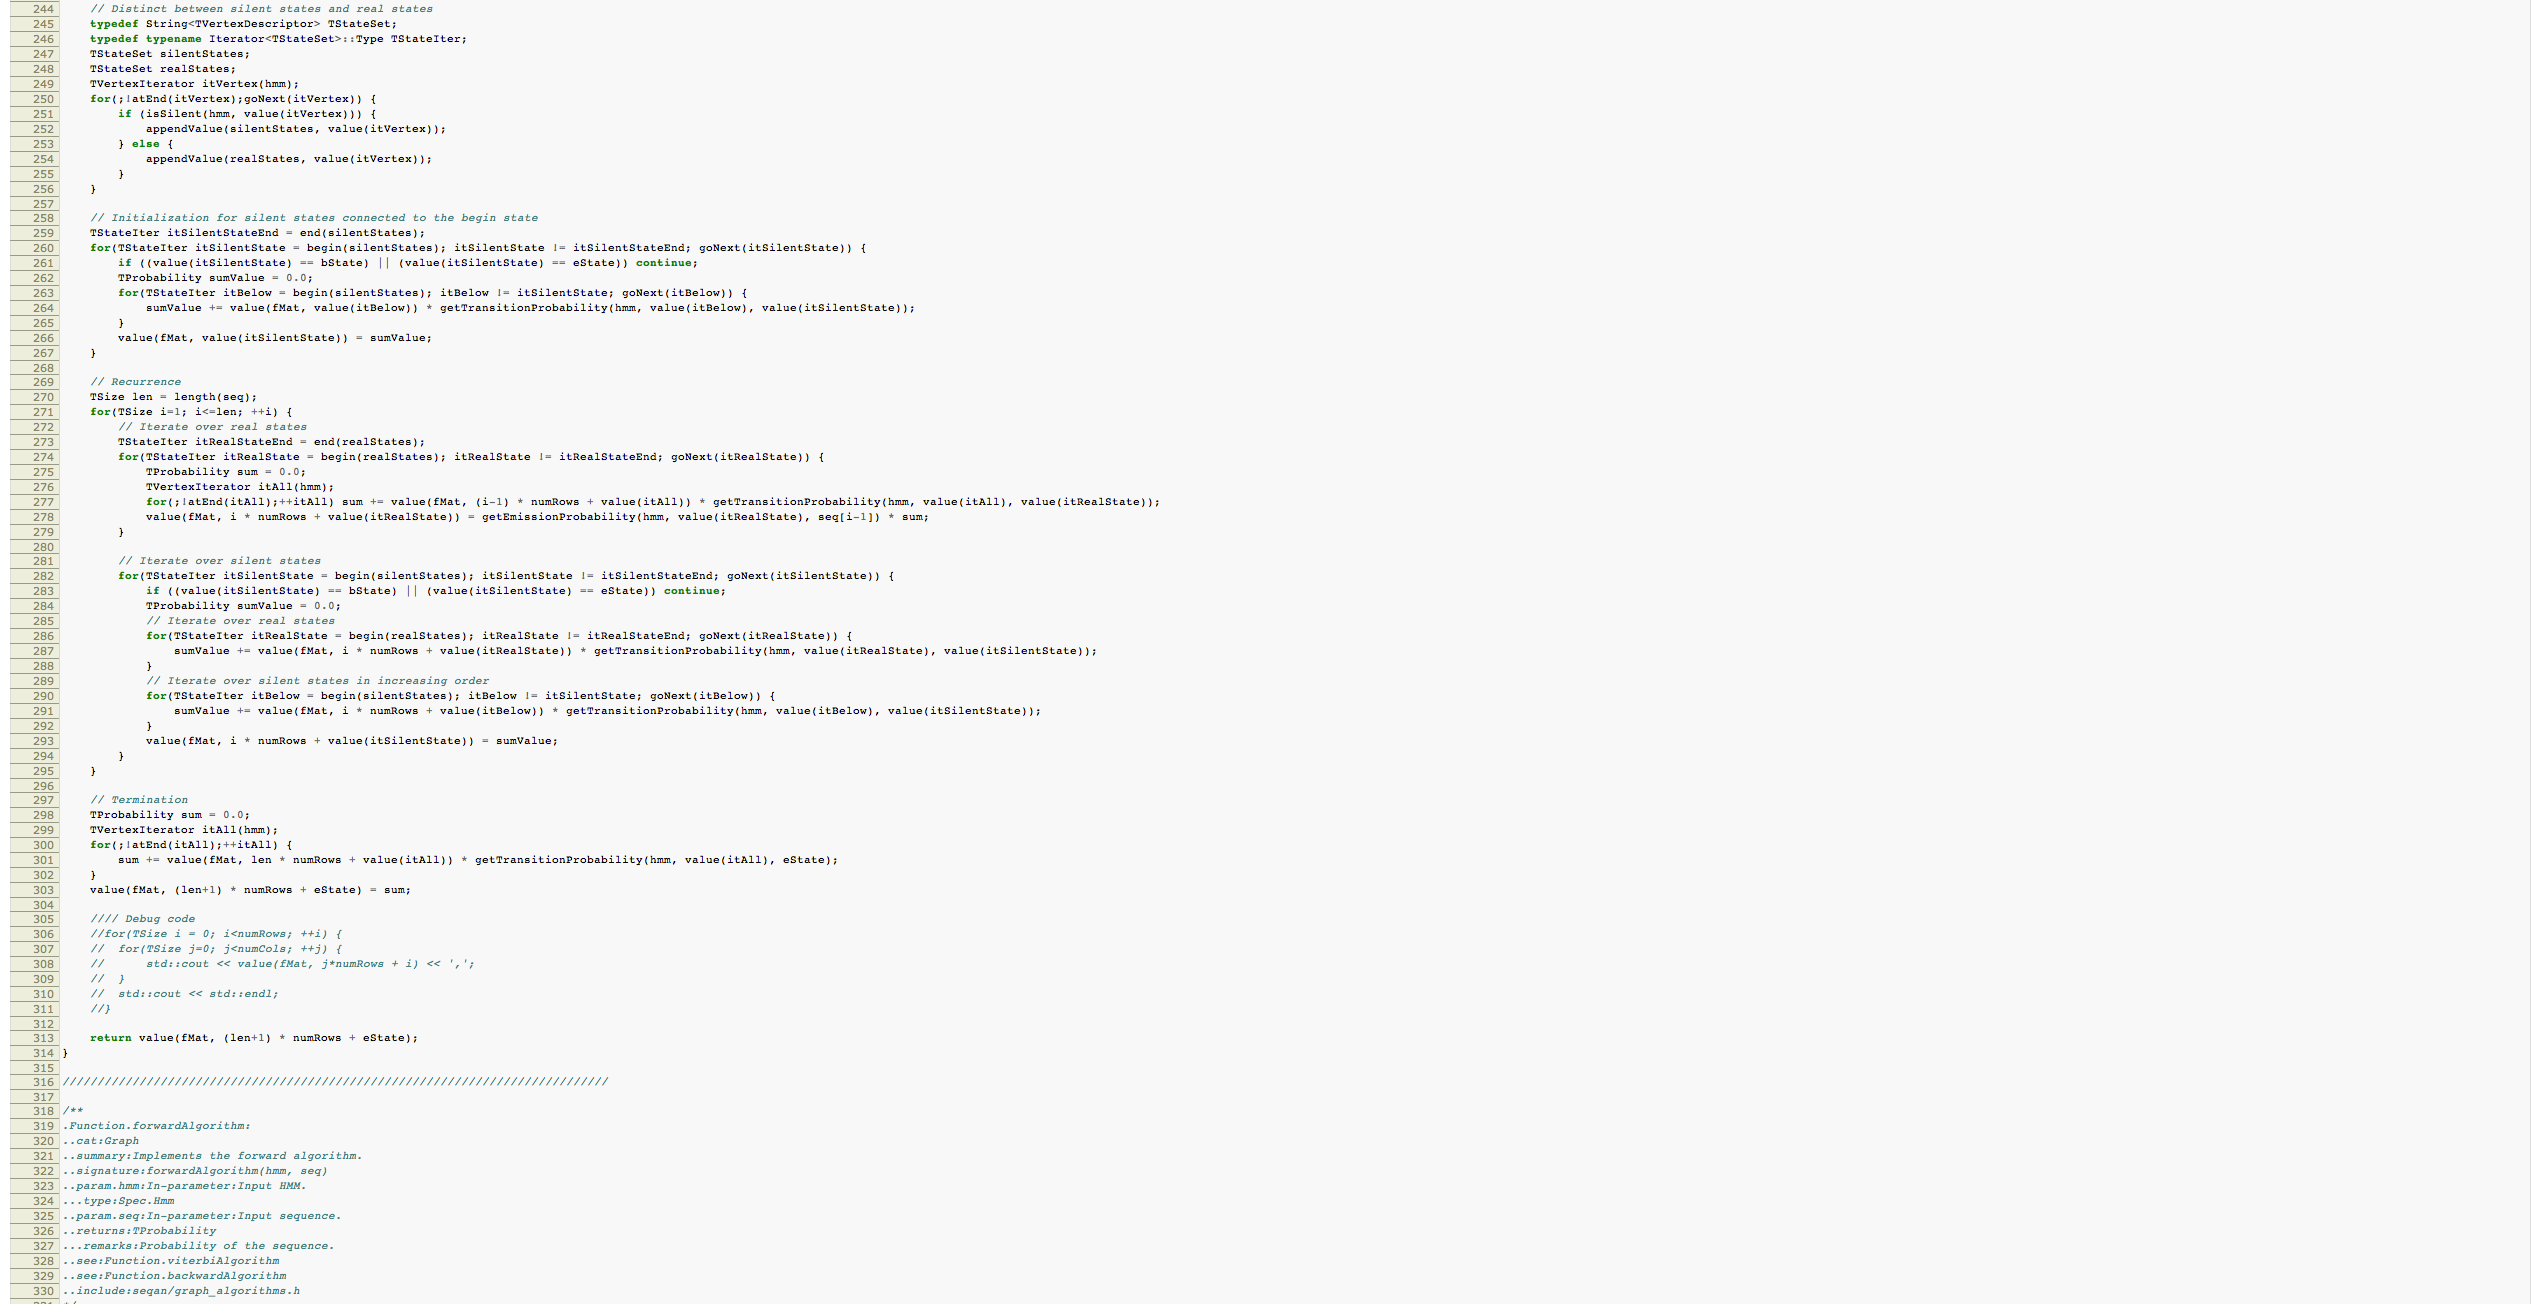 244 // Distinct between silent states and real states
245 typedef String<TVertexDescriptor> TStateSet;
246 typedef typename Iterator<TStateSet>::Type TStateIter;
247 TStateSet silentStates;
248 TStateSet realStates;
249 TVertexIterator itVertex(hmm);
250 for(;!atEnd(itVertex);goNext(itVertex)) {
251 if (isSilent(hmm, value(itVertex))) {
252 appendValue(silentStates, value(itVertex));
253 } else {
254 appendValue(realStates, value(itVertex));
255 }
256 }
257
258 // Initialization for silent states connected to the begin state
259 TStateIter itSilentStateEnd = end(silentStates);
260 for(TStateIter itSilentState = begin(silentStates); itSilentState != itSilentStateEnd; goNext(itSilentState)) {
261 if ((value(itSilentState) == bState) || (value(itSilentState) == eState)) continue;
262 TProbability sumValue = 0.0;
263 for(TStateIter itBelow = begin(silentStates); itBelow != itSilentState; goNext(itBelow)) {
264 sumValue += value(fMat, value(itBelow)) * getTransitionProbability(hmm, value(itBelow), value(itSilentState));
265 }
266 value(fMat, value(itSilentState)) = sumValue;
267 }
268
269 // Recurrence
270 TSize len = length(seq);
271 for(TSize i=1; i<=len; ++i) {
272 // Iterate over real states
273 TStateIter itRealStateEnd = end(realStates);
274 for(TStateIter itRealState = begin(realStates); itRealState != itRealStateEnd; goNext(itRealState)) {
275 TProbability sum = 0.0;
276 TVertexIterator itAll(hmm);
277 for(;!atEnd(itAll);++itAll) sum += value(fMat, (i-1) * numRows + value(itAll)) * getTransitionProbability(hmm, value(itAll), value(itRealState));
278 value(fMat, i * numRows + value(itRealState)) = getEmissionProbability(hmm, value(itRealState), seq[i-1]) * sum;
279 }
280
281 // Iterate over silent states
282 for(TStateIter itSilentState = begin(silentStates); itSilentState != itSilentStateEnd; goNext(itSilentState)) {
283 if ((value(itSilentState) == bState) || (value(itSilentState) == eState)) continue;
284 TProbability sumValue = 0.0;
285 // Iterate over real states
286 for(TStateIter itRealState = begin(realStates); itRealState != itRealStateEnd; goNext(itRealState)) {
287 sumValue += value(fMat, i * numRows + value(itRealState)) * getTransitionProbability(hmm, value(itRealState), value(itSilentState));
288 }
289 // Iterate over silent states in increasing order
290 for(TStateIter itBelow = begin(silentStates); itBelow != itSilentState; goNext(itBelow)) {
291 sumValue += value(fMat, i * numRows + value(itBelow)) * getTransitionProbability(hmm, value(itBelow), value(itSilentState));
292 }
293 value(fMat, i * numRows + value(itSilentState)) = sumValue;
294 }
295 }
296
297 // Termination
298 TProbability sum = 0.0;
299 TVertexIterator itAll(hmm);
300 for(;!atEnd(itAll);++itAll) {
301 sum += value(fMat, len * numRows + value(itAll)) * getTransitionProbability(hmm, value(itAll), eState);
302 }
303 value(fMat, (len+1) * numRows + eState) = sum;
304
305 //// Debug code
306 //for(TSize i = 0; i<numRows; ++i) {
307 // for(TSize j=0; j<numCols; ++j) {
308 // std::cout << value(fMat, j*numRows + i) << ',';
309 // }
310 // std::cout << std::endl;
311 //}
312
313 return value(fMat, (len+1) * numRows + eState);
314 }
315
316 //////////////////////////////////////////////////////////////////////////////
317
318 /**
319 .Function.forwardAlgorithm:
320 ..cat:Graph
321 ..summary:Implements the forward algorithm.
322 ..signature:forwardAlgorithm(hmm, seq)
323 ..param.hmm:In-parameter:Input HMM.
324 ...type:Spec.Hmm
325 ..param.seq:In-parameter:Input sequence.
326 ..returns:TProbability
327 ...remarks:Probability of the sequence.
328 ..see:Function.viterbiAlgorithm
329 ..see:Function.backwardAlgorithm
330 ..include:seqan/graph_algorithms.h